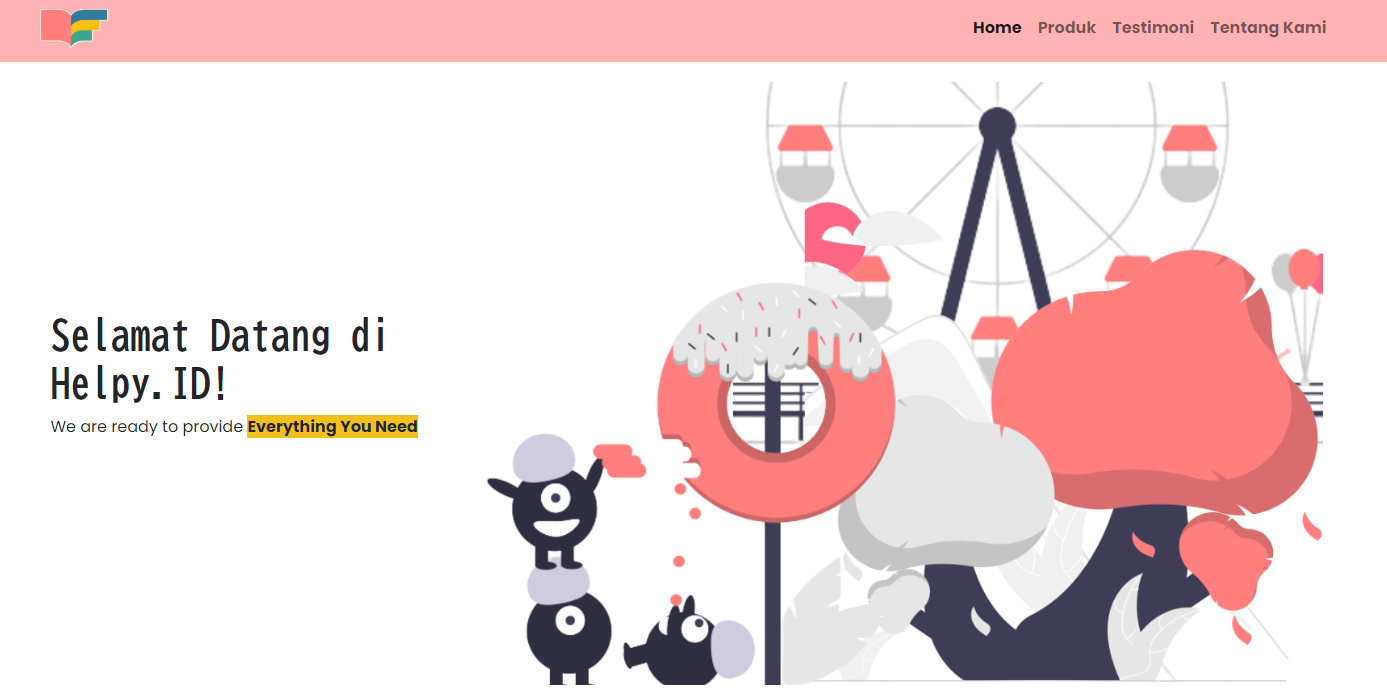 Home Produk Testimoni Tentang Kami
Selamat Datang di
Helpy.ID!
We are ready to provide Everything You Need